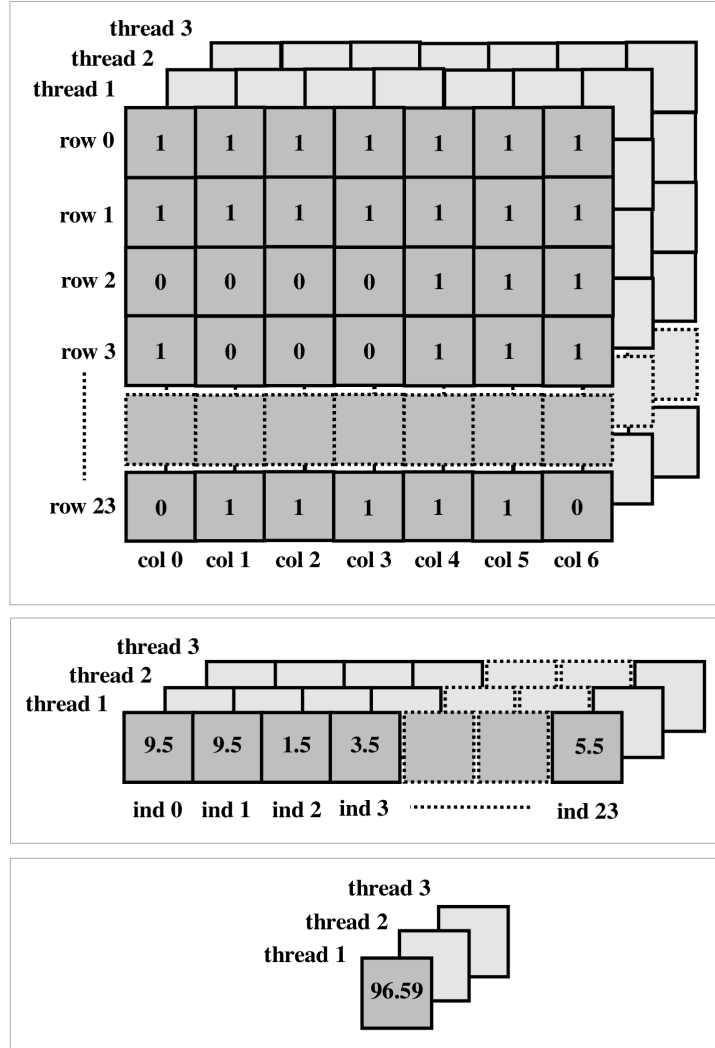 thread 3
thread 2
thread 1
row 0 1 1 1 1 1 1 1
row 1 1 1 1 1 1 1 1
row 2 0 0 0 0 1 1 1
row 3 1 0 0 0 1 1 1
row 23 0 1 1 1 1 1 0
col 0 col 1 col 2 col 3 col 4 col 5 col 6
thread 3
thread 2
thread 1
9.5 9.5 1.5 3.5 5.5
ind 0 ind 1 ind 2 ind 3 ind 23
thread 3
thread 2
thread 1
96.59